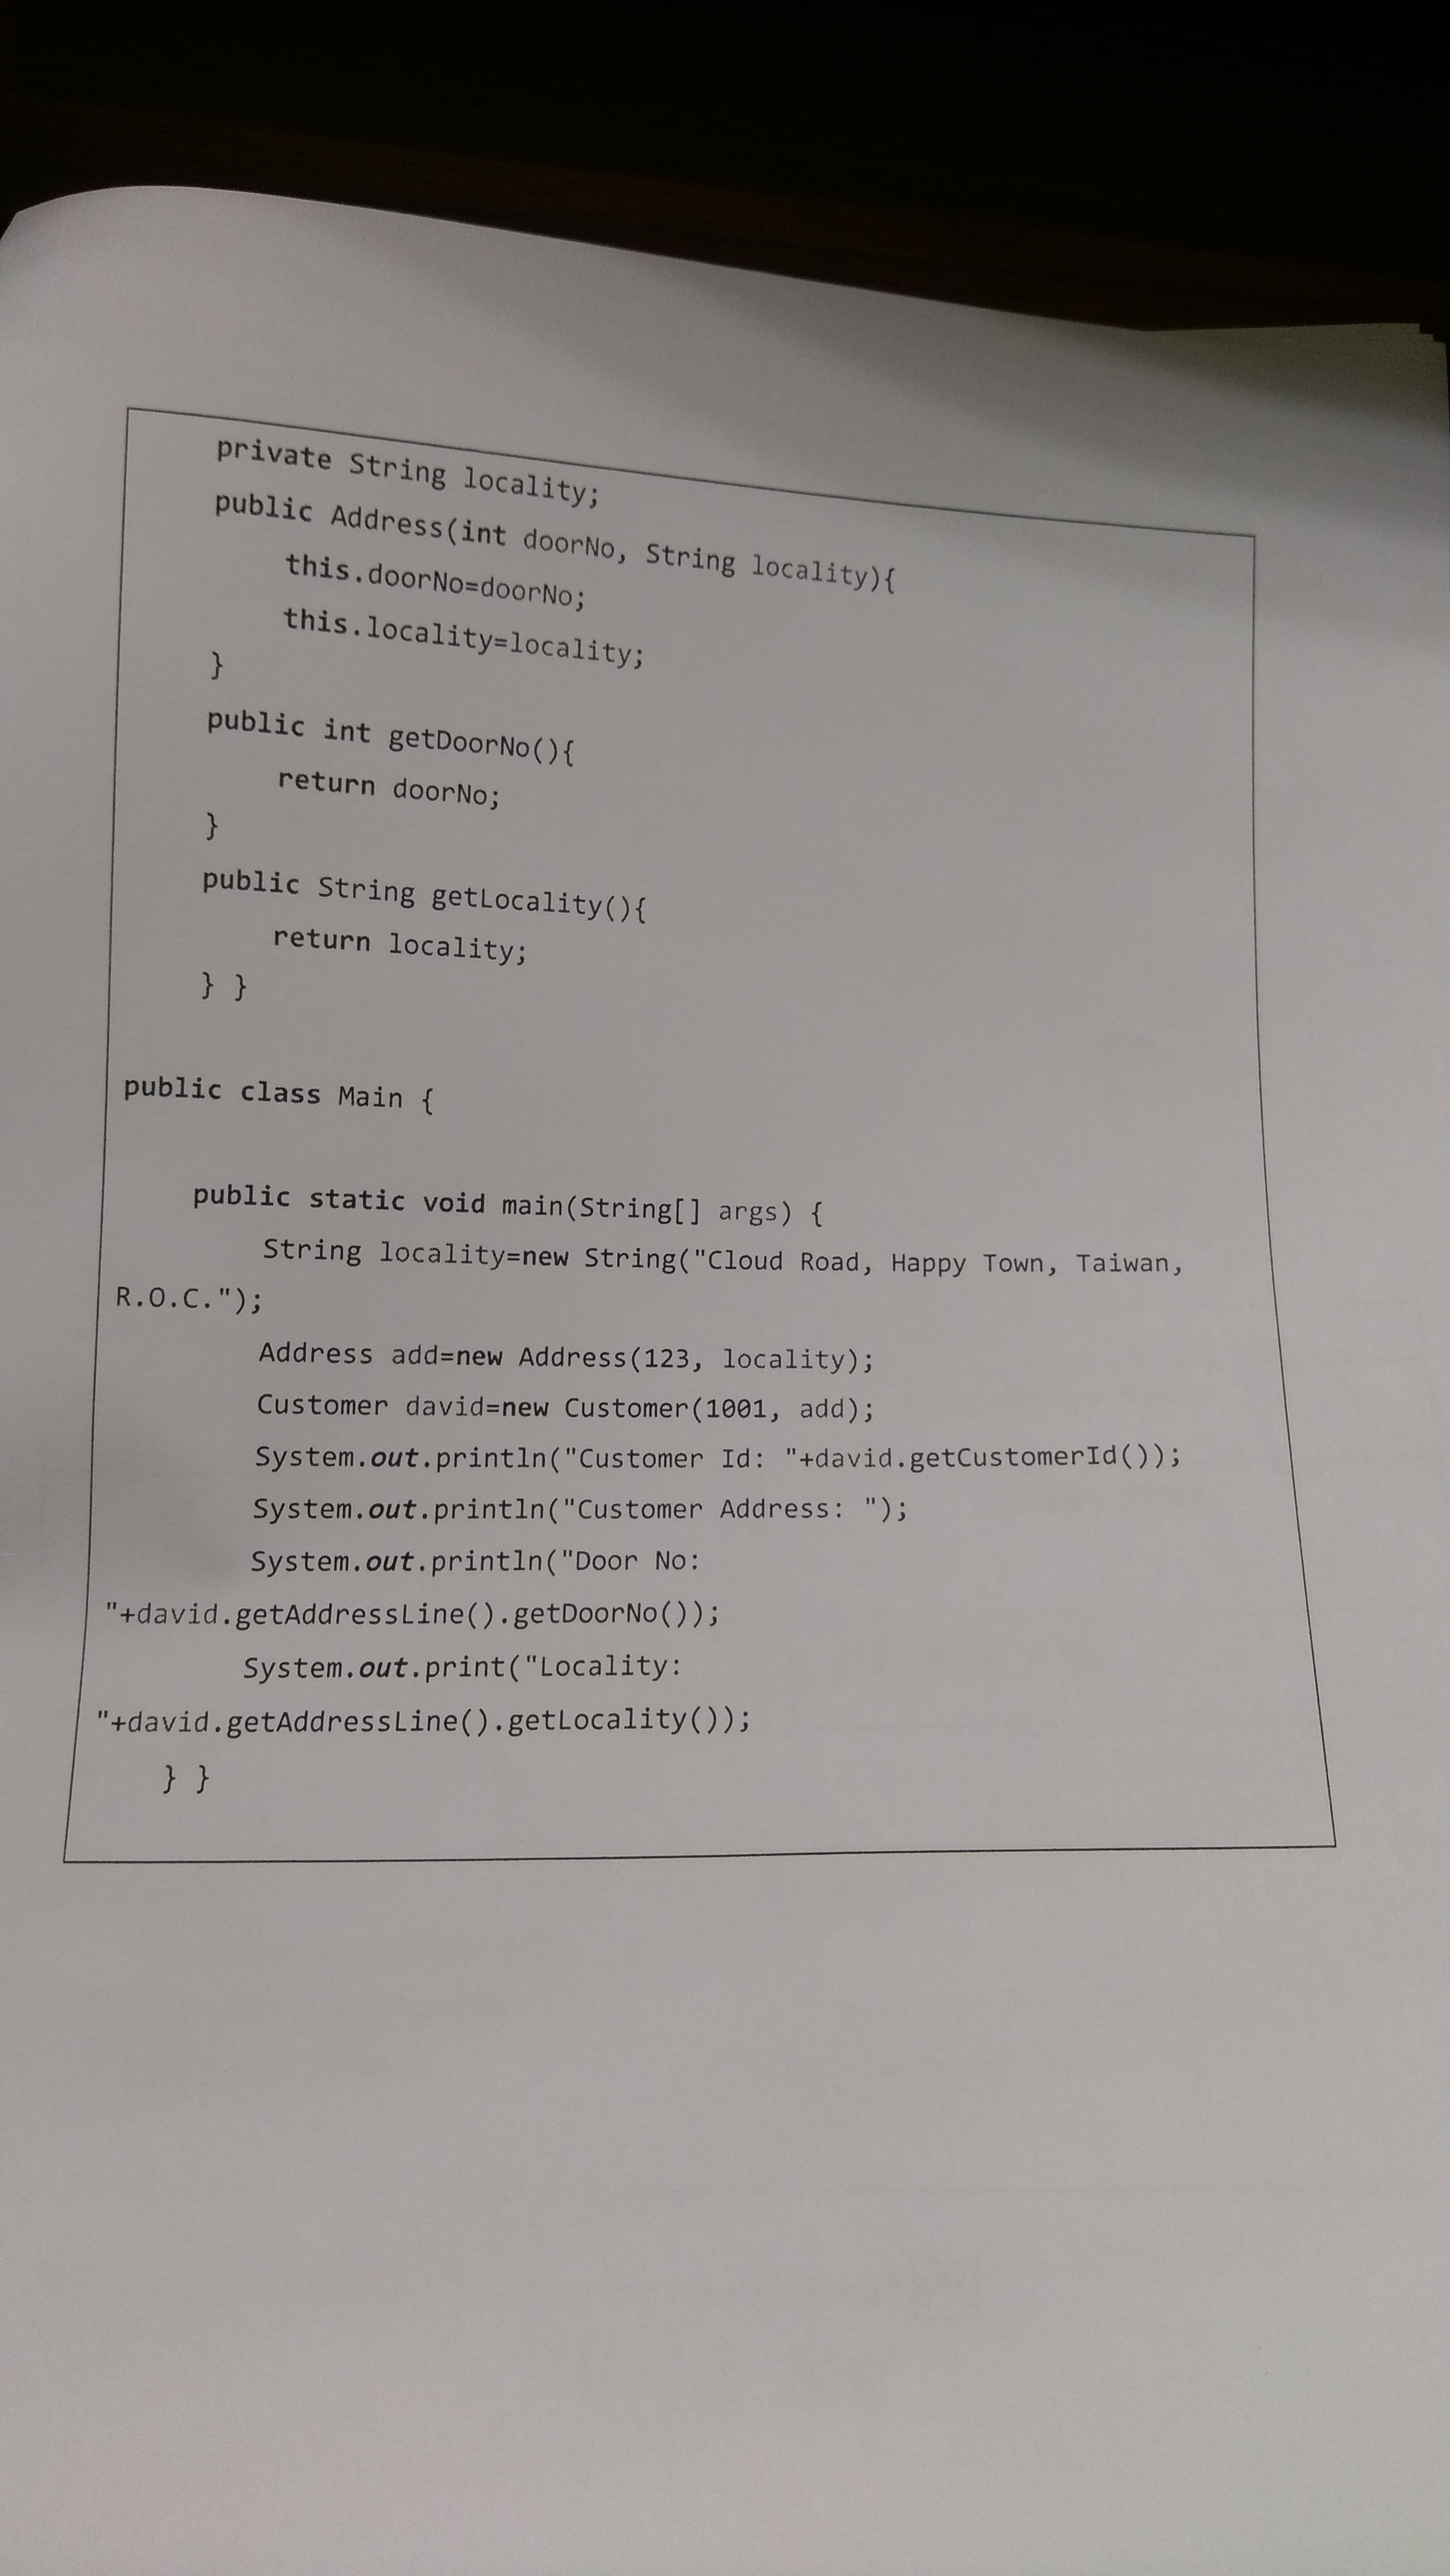 private String locality;
public Address(int doorNo, String locality){
this.doorNo=doorNo;
this.locality=locality;
}
public int getDoorNo(){
return doorNo;
}
public String getLocality(){
return locality;
} }
public class Main {
public static void main(String[] args) {
String locality=new String("Cloud Road, Happy Town, Taiwan,
R.O.C.");
Address add=new Address(123, locality);
Customer david=new Customer(1001, add);
System.out.println("Customer Id: "+david.getCustomerId());
System.out.println("Customer Address: ");
System.out.println("Door No:
"+david.getAddressLine().getDoorNo());
System.out.print("Locality:
"+david.getAddressLine().getLocality());
} }